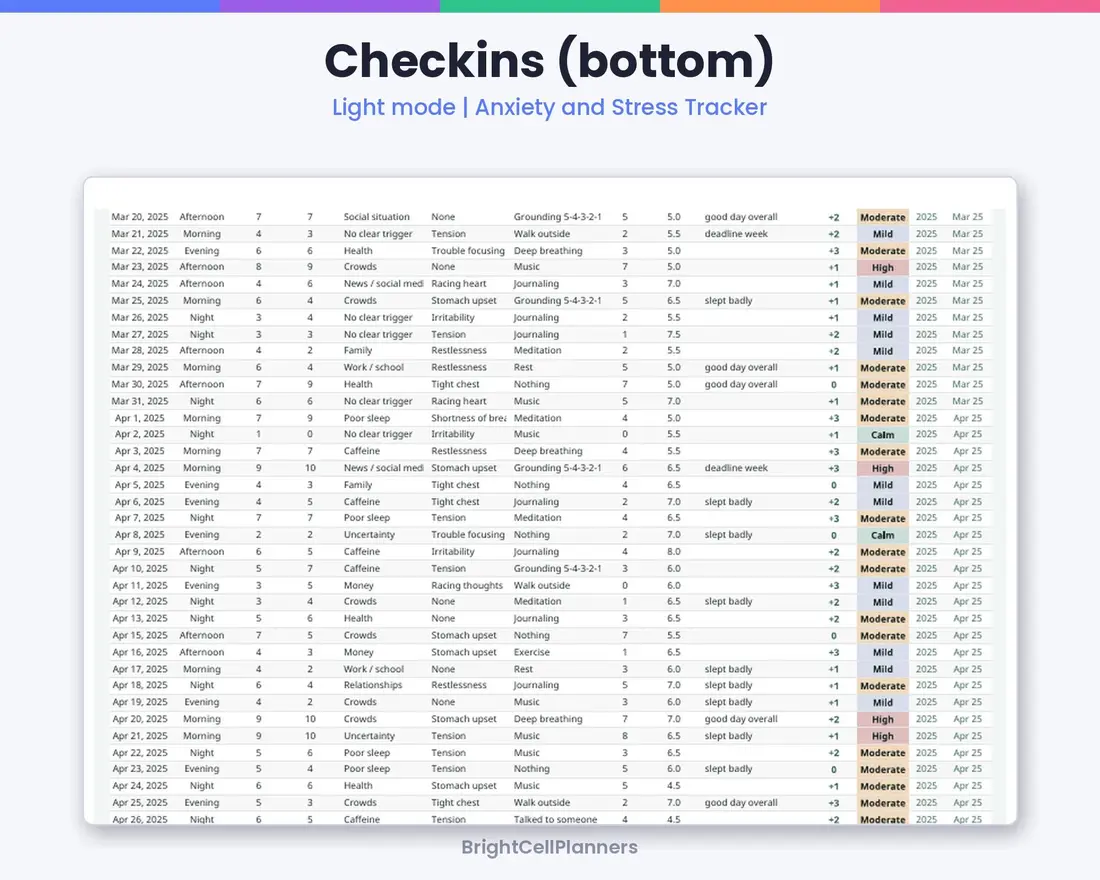 Checkins (bottom)
Light mode | Anxiety and Stress Tracker
Mar 20, 2025 Afternoon 7 7 Social situation None Grounding 5-4-3-2-1 5 5.0 good day overall +2 Moderate 2025 Mar 25
Mar 21, 2025 Morning 4 3 No clear trigger Tension Walk outside 2 5.5 deadline week +2 Mild 2025 Mar 25
Mar 22, 2025 Evening 6 6 Health Trouble focusing Deep breathing 3 5.0 +3 Moderate 2025 Mar 25
Mar 23, 2025 Afternoon 8 9 Crowds None Music 7 5.0 +1 High 2025 Mar 25
Mar 24, 2025 Afternoon 4 6 News / social medi Racing heart Journaling 3 7.0 +1 Mild 2025 Mar 25
Mar 25, 2025 Morning 6 4 Crowds Stomach upset Grounding 5-4-3-2-1 5 6.5 slept badly +1 Moderate 2025 Mar 25
Mar 26, 2025 Night 3 4 No clear trigger Irritability Journaling 2 5.5 +1 Mild 2025 Mar 25
Mar 27, 2025 Night 3 3 No clear trigger Tension Journaling 1 7.5 +2 Mild 2025 Mar 25
Mar 28, 2025 Afternoon 4 2 Family Restlessness Meditation 2 5.5 +2 Mild 2025 Mar 25
Mar 29, 2025 Morning 6 4 Work / school Restlessness Rest 5 5.0 good day overall +1 Moderate 2025 Mar 25
Mar 30, 2025 Afternoon 7 9 Health Tight chest Nothing 7 5.0 good day overall 0 Moderate 2025 Mar 25
Mar 31, 2025 Night 6 6 No clear trigger Racing heart Music 5 7.0 +1 Moderate 2025 Mar 25
Apr 1, 2025 Morning 7 9 Poor sleep Shortness of brea Meditation 4 5.0 +3 Moderate 2025 Apr 25
Apr 2, 2025 Night 1 0 No clear trigger Irritability Music 0 5.5 +1 Calm 2025 Apr 25
Apr 3, 2025 Morning 7 7 Caffeine Restlessness Deep breathing 4 5.5 +3 Moderate 2025 Apr 25
Apr 4, 2025 Morning 9 10 News / social medi Stomach upset Grounding 5-4-3-2-1 6 6.5 deadline week +3 High 2025 Apr 25
Apr 5, 2025 Evening 4 3 Family Tight chest Nothing 4 6.5 0 Mild 2025 Apr 25
Apr 6, 2025 Evening 4 5 Caffeine Tight chest Journaling 2 7.0 slept badly +2 Mild 2025 Apr 25
Apr 7, 2025 Night 7 7 Poor sleep Tension Meditation 4 6.5 +3 Moderate 2025 Apr 25
Apr 8, 2025 Evening 2 2 Uncertainty Trouble focusing Nothing 2 7.0 slept badly 0 Calm 2025 Apr 25
Apr 9, 2025 Afternoon 6 5 Caffeine Irritability Journaling 4 8.0 +2 Moderate 2025 Apr 25
Apr 10, 2025 Night 5 7 Caffeine Tension Grounding 5-4-3-2-1 3 6.0 +2 Moderate 2025 Apr 25
Apr 11, 2025 Evening 3 5 Money Racing thoughts Walk outside 0 6.0 +3 Mild 2025 Apr 25
Apr 12, 2025 Night 3 4 Crowds None Meditation 1 6.5 slept badly +2 Mild 2025 Apr 25
Apr 13, 2025 Night 5 6 Health None Journaling 3 6.5 +2 Moderate 2025 Apr 25
Apr 15, 2025 Afternoon 7 5 Crowds Stomach upset Nothing 7 5.5 0 Moderate 2025 Apr 25
Apr 16, 2025 Afternoon 4 3 Money Stomach upset Exercise 1 6.5 +3 Mild 2025 Apr 25
Apr 17, 2025 Morning 4 2 Work / school None Rest 3 6.0 slept badly +1 Mild 2025 Apr 25
Apr 18, 2025 Night 6 4 Relationships Restlessness Journaling 5 7.0 slept badly +1 Moderate 2025 Apr 25
Apr 19, 2025 Evening 4 2 Crowds None Music 3 6.0 slept badly +1 Mild 2025 Apr 25
Apr 20, 2025 Morning 9 10 Crowds Stomach upset Deep breathing 7 7.0 good day overall +2 High 2025 Apr 25
Apr 21, 2025 Morning 9 10 Uncertainty Tension Music 8 6.5 slept badly +1 High 2025 Apr 25
Apr 22, 2025 Night 5 6 Poor sleep Tension Music 3 6.5 +2 Moderate 2025 Apr 25
Apr 23, 2025 Evening 5 4 Poor sleep Tension Nothing 5 6.0 slept badly 0 Moderate 2025 Apr 25
Apr 24, 2025 Night 6 6 Health Stomach upset Music 5 4.5 +1 Moderate 2025 Apr 25
Apr 25, 2025 Evening 5 3 Crowds Tight chest Walk outside 2 7.0 good day overall +3 Moderate 2025 Apr 25
Apr 26, 2025 Night 6 5 Caffeine Tension Talked to someone 4 4.5 +2 Moderate 2025 Apr 25
BrightCellPlanners